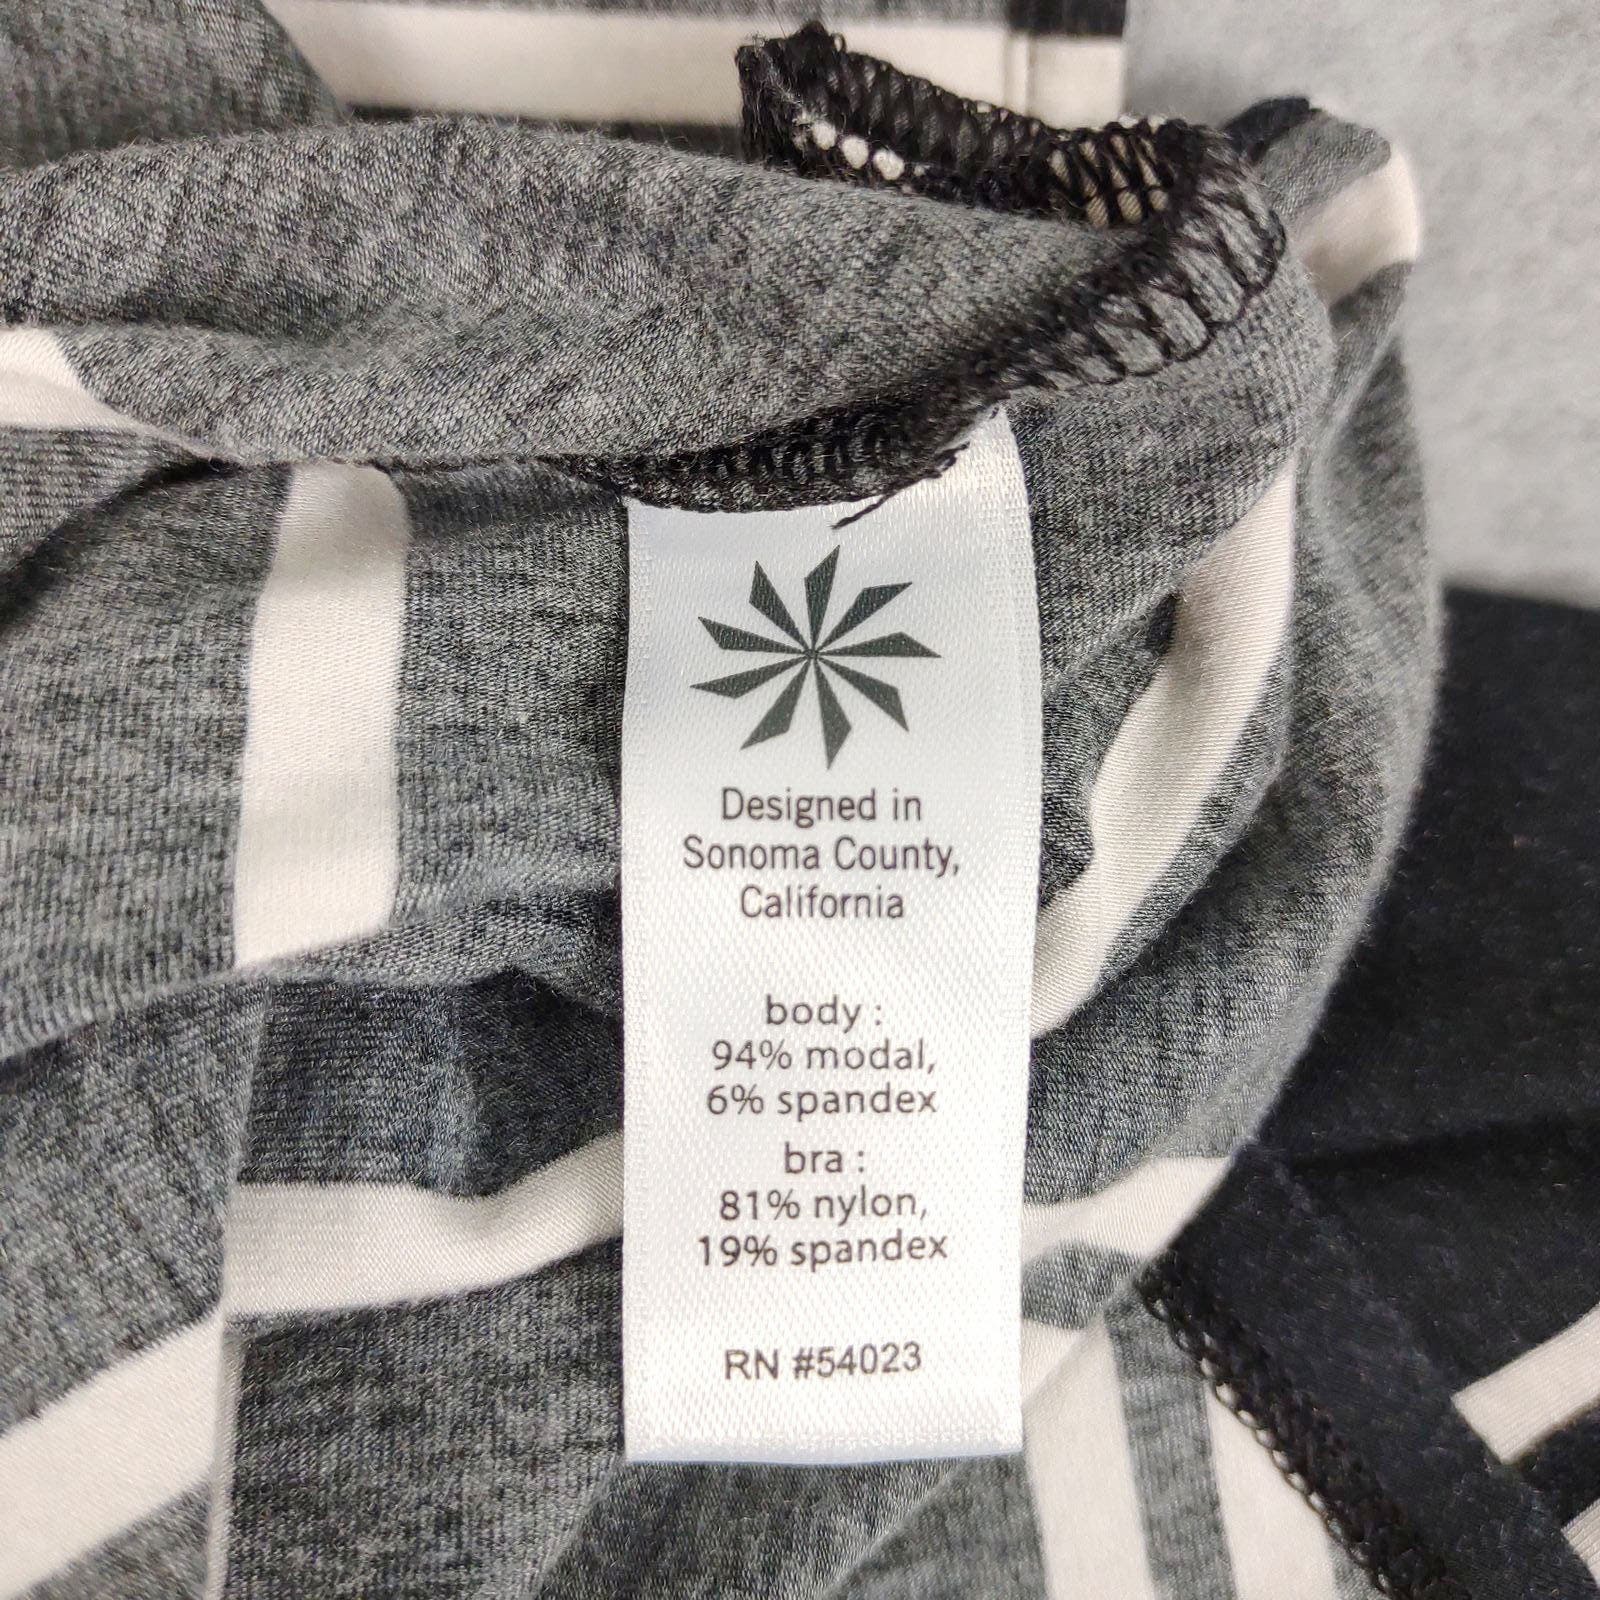 Designed in
Sonoma County,
California
body :
94% modal,
6% spandex
bra :
81% nylon,
19% spandex
RN #54023